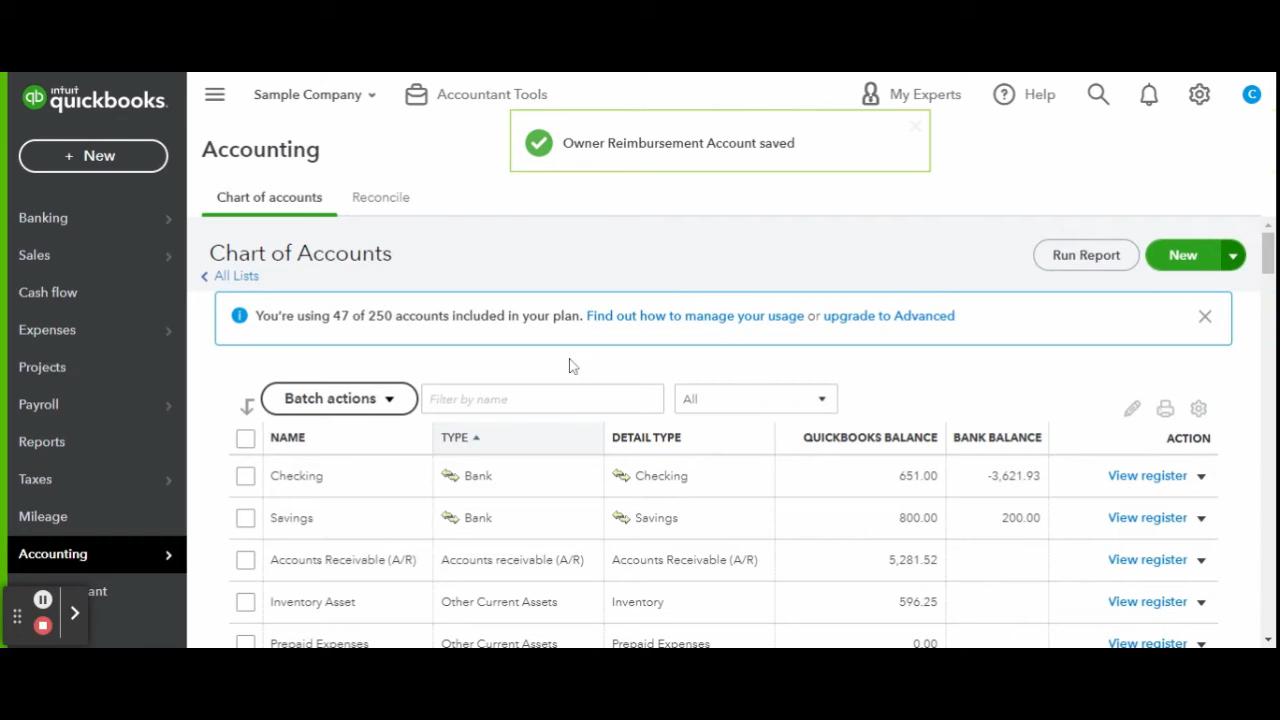 intuit
quickbooks.
Sample Company
Accountant Tools
My Experts
Help
C
+ New
Accounting
Owner Reimbursement Account saved
Chart of accounts
Reconcile
Banking
Sales
Cash flow
Expenses
Projects
Payroll
Reports
Taxes
Mileage
Accounting
ant
Chart of Accounts
All Lists
Run Report
New
You're using 47 of 250 accounts included in your plan. Find out how to manage your usage or upgrade to Advanced
Batch actions
Filter by name
All
NAME TYPE DETAIL TYPE QUICKBOOKS BALANCE BANK BALANCE ACTION
Checking Bank Checking 651.00 -3,621.93 View register
Savings Bank Savings 800.00 200.00 View register
Accounts Receivable (A/R) Accounts receivable (A/R) Accounts Receivable (A/R) 5,281.52 View register
Inventory Asset Other Current Assets Inventory 596.25 View register
Prepaid Expenses Other Current Assets Prepaid Expenses 0.00 View register